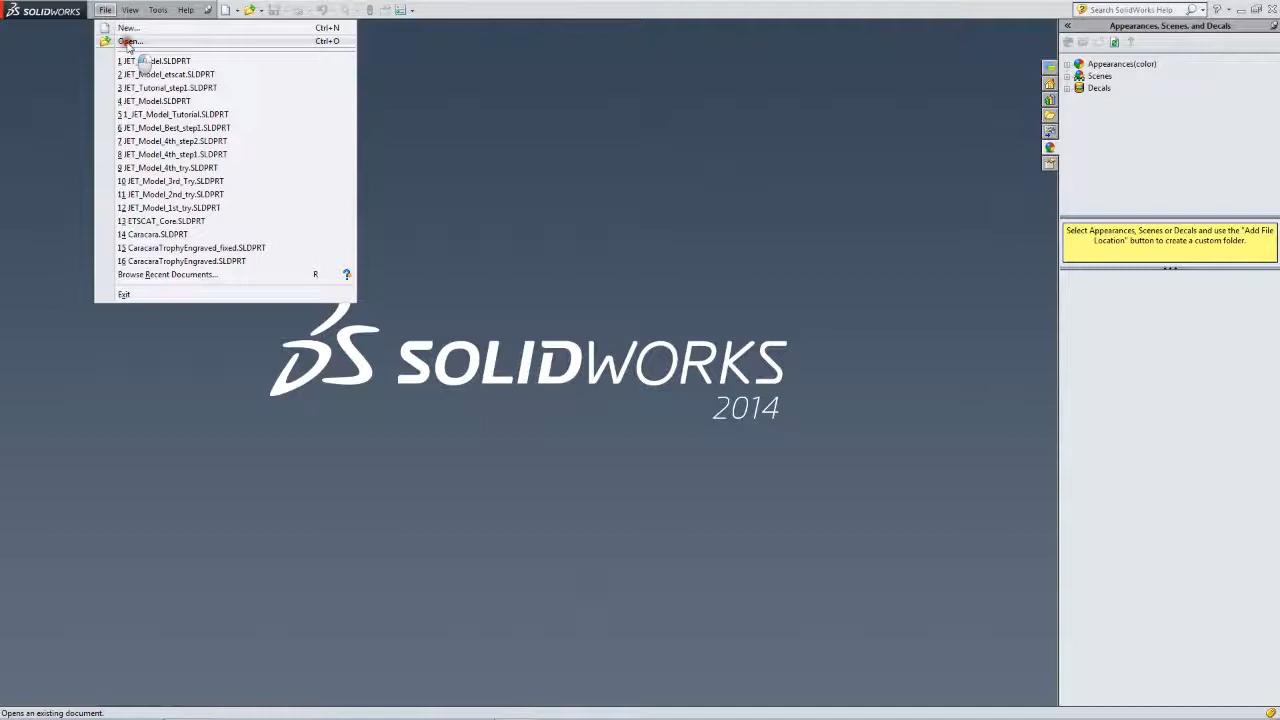 SOLIDWORKS File View Tools Help Search SolidWorks Help
New... Ctrl+N
Open... Ctrl+O
1 JET_Model.SLDPRT
2 JET_Model_etscat.SLDPRT
3 JET_Tutorial_step1.SLDPRT
4 JET_Model.SLDPRT
5 1_JET_Model_Tutorial.SLDPRT
6 JET_Model_Best_step1.SLDPRT
7 JET_Model_4th_step2.SLDPRT
8 JET_Model_4th_step1.SLDPRT
9 JET_Model_4th_try.SLDPRT
10 JET_Model_3rd_Try.SLDPRT
11 JET_Model_2nd_try.SLDPRT
12 JET_Model_1st_try.SLDPRT
13 ETSCAT_Core.SLDPRT
14 Caracara.SLDPRT
15 CaracaraTrophyEngraved_fixed.SLDPRT
16 CaracaraTrophyEngraved.SLDPRT
Browse Recent Documents... R
Exit
SOLIDWORKS
2014
Appearances, Scenes, and Decals
Appearances(color)
Scenes
Decals
Select Appearances, Scenes or Decals and use the "Add File
Location" button to create a custom folder.
Opens an existing document.